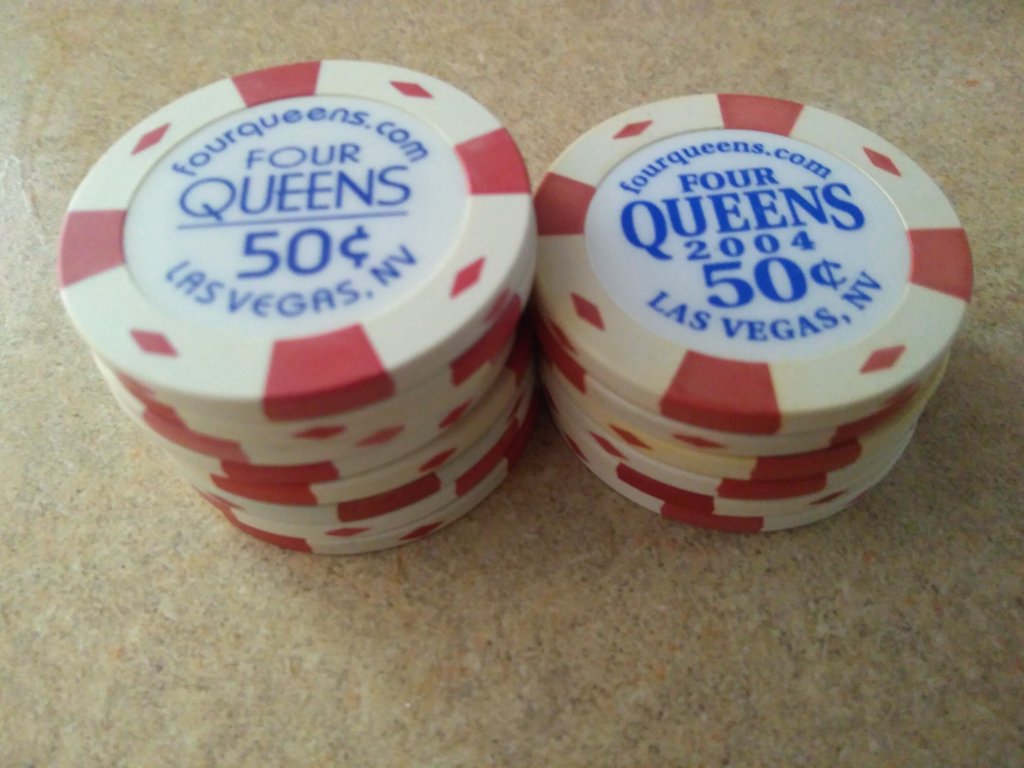 fourqueens.com
FOUR
QUEENS
50¢
LAS VEGAS, NV
fourqueens.com
FOUR
QUEENS
2004
50¢
LAS VEGAS, NV